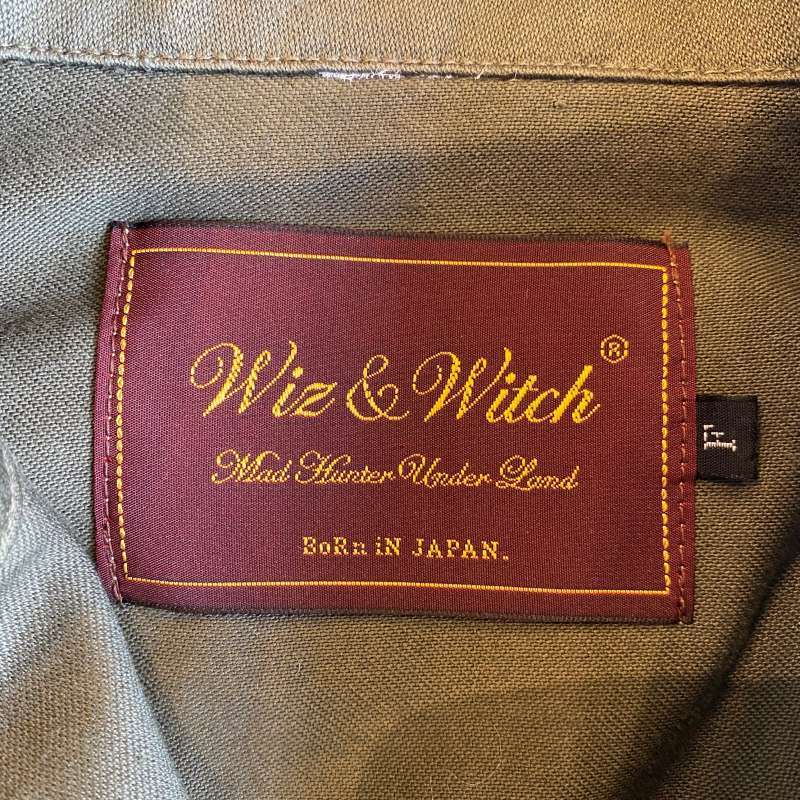 Wiz & Witch®
Mad Hunter Under Land
BoRn iN JAPAN.
F